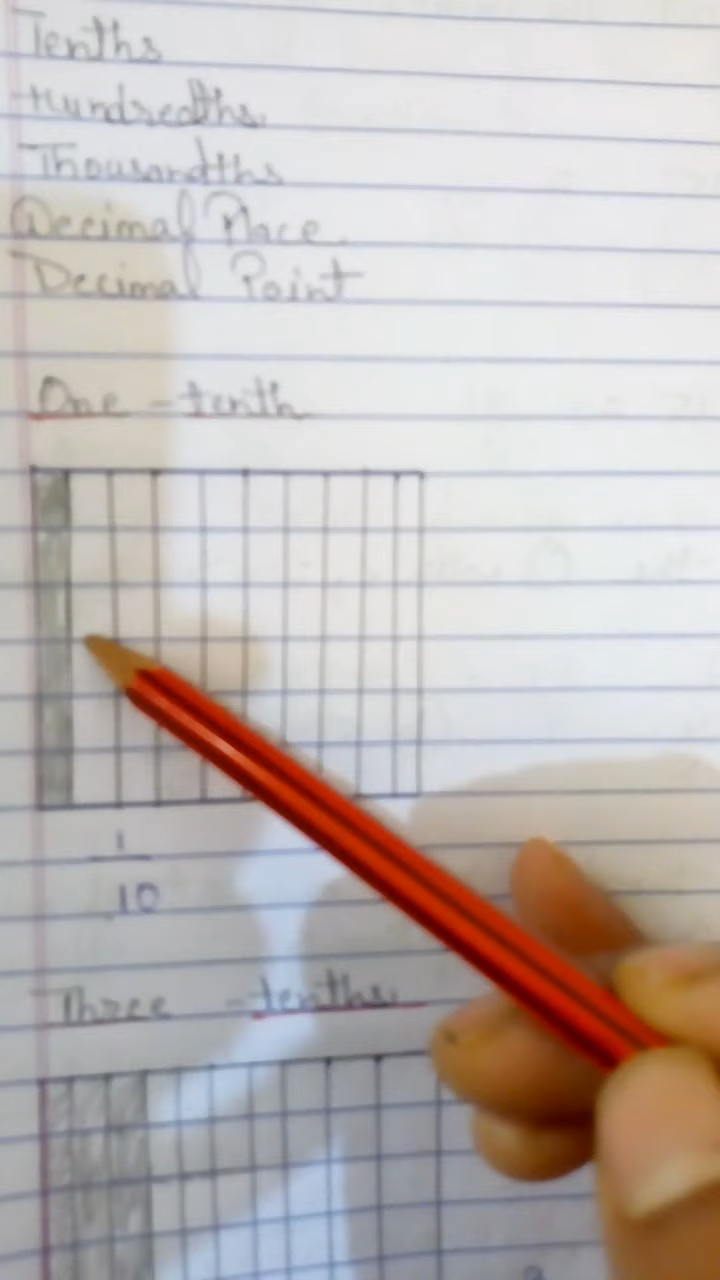 Tenths
Hundredths
Thousandths
Decimal Place
Decimal Point
One - tenth
1
10
Three - tenths